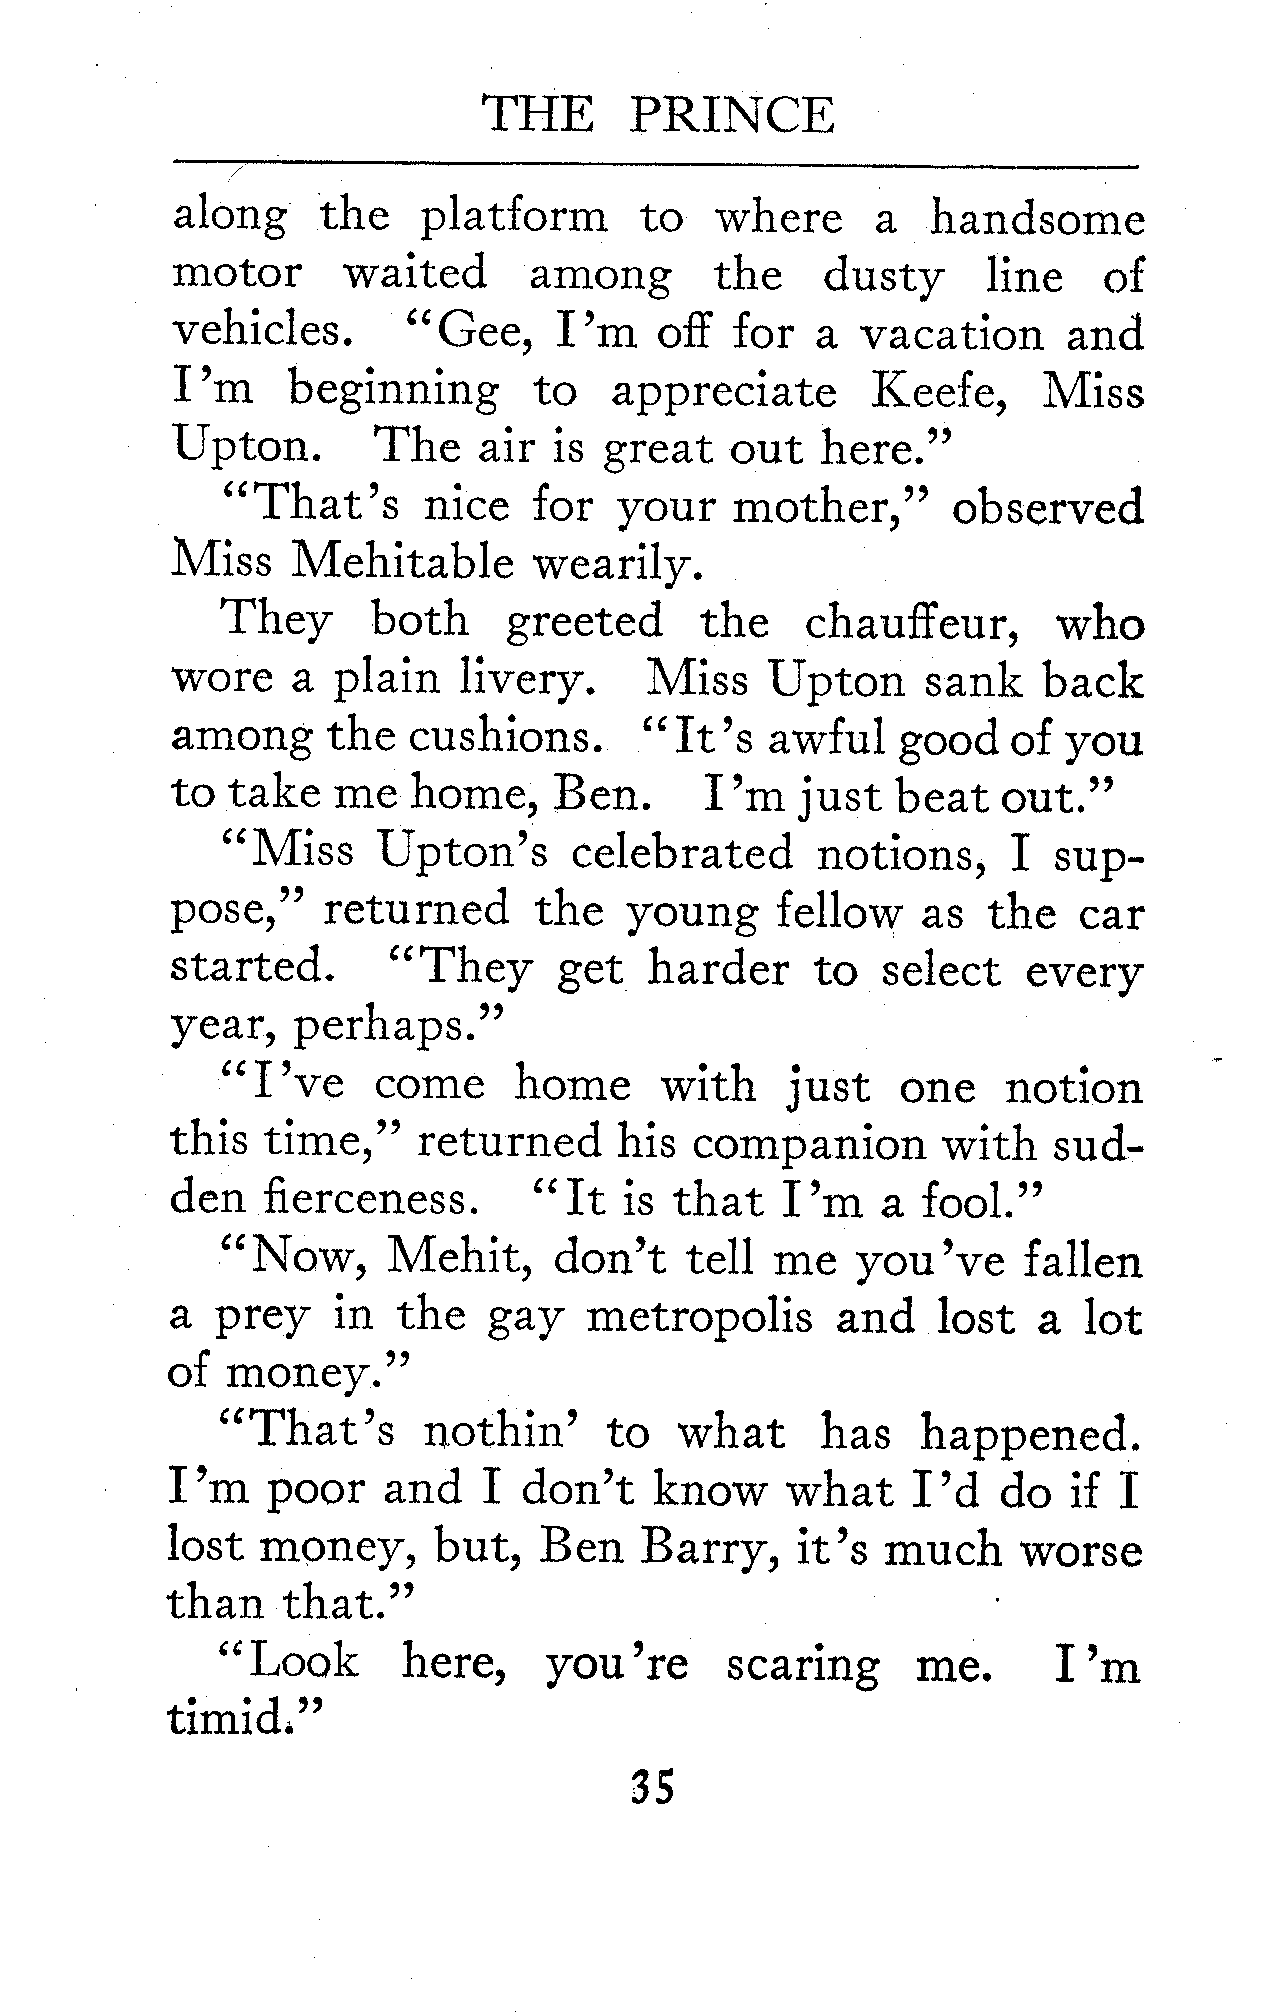 THE PRINCE
along the platform to where a handsome
motor waited among the dusty line of
vehicles. “Gee, I’m off for a vacation and
I’m beginning to appreciate Keefe, Miss
Upton. The air is great out here.”
“That’s nice for your mother,” observed
Miss Mehitable wearily.
They both greeted the chauffeur, who
wore a plain livery. Miss Upton sank back
among the cushions. “It’s awful good of you
to take me home, Ben. I’m just beat out.”
“Miss Upton’s celebrated notions, I sup-
pose,” returned the young fellow as the car
started. “They get harder to select every
year, perhaps.”
“I’ve come home with just one notion
this time,” returned his companion with sud-
den fierceness. “It is that I’m a fool.”
“Now, Mehit, don’t tell me you’ve fallen
a prey in the gay metropolis and lost a lot
of money.”
“That’s nothin’ to what has happened.
I’m poor and I don’t know what I’d do if I
lost money, but, Ben Barry, it’s much worse
than that.”
“Look here, you’re scaring me. I’m
timid.”
35